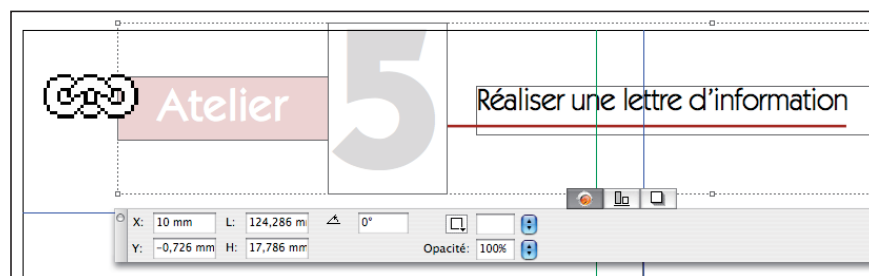 Atelier 5 Réaliser une lettre d'information
X: 10 mm L: 124,286 m 0°
Y: -0,726 mm H: 17,786 mm Opacité: 100%